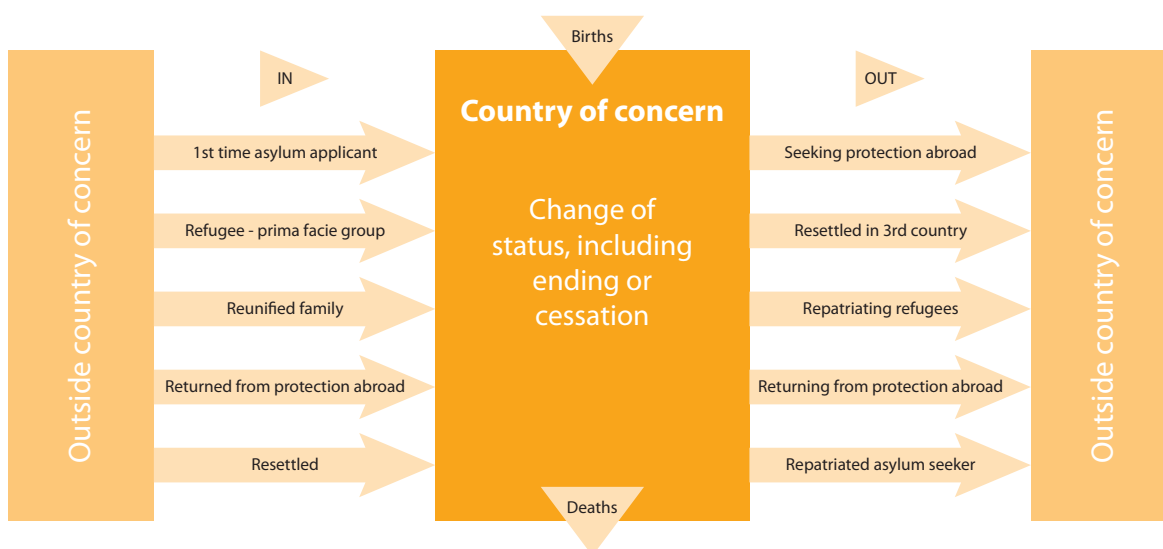 Births
IN
OUT
Outside country of concern
Country of concern
1st time asylum applicant
Refugee - prima facie group
Reunified family
Returned from protection abroad
Resettled
Change of
status, including
ending or
cessation
Seeking protection abroad
Resettled in 3rd country
Repatriating refugees
Returning from protection abroad
Repatriated asylum seeker
Outside country of concern
Deaths